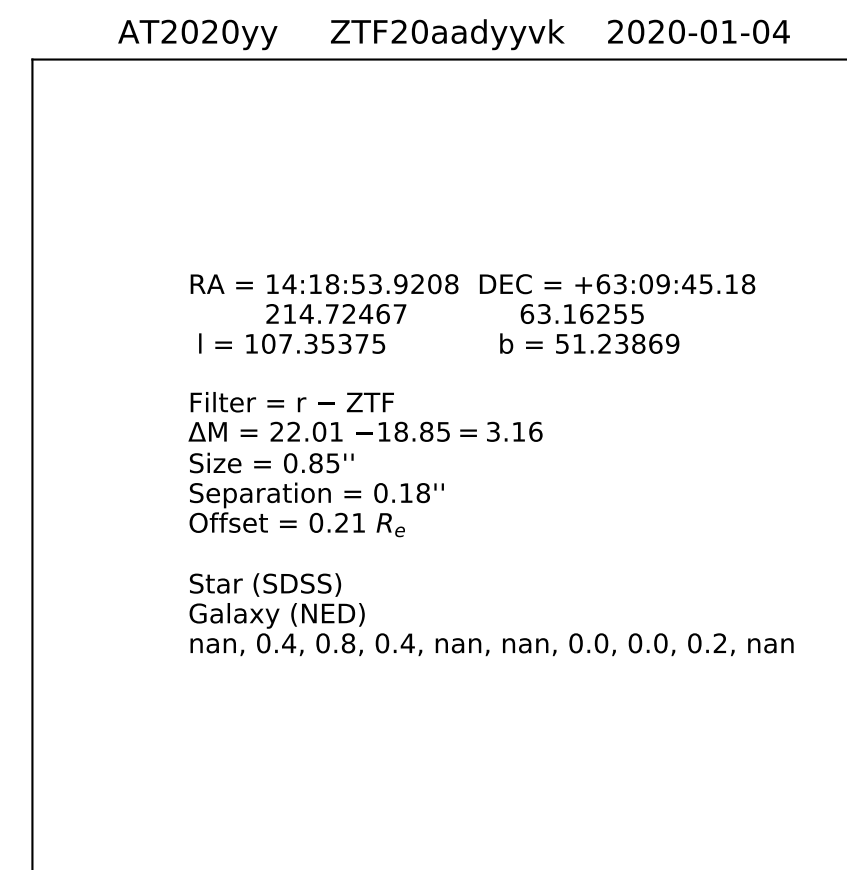 AT2020yy ZTF20aadyyvk 2020-01-04
RA = 14:18:53.9208 DEC = +63:09:45.18
214.72467 63.16255
l = 107.35375 b = 51.23869
Filter = r − ZTF
ΔM = 22.01 −18.85 = 3.16
Size = 0.85''
Separation = 0.18''
Offset = 0.21 Re
Star (SDSS)
Galaxy (NED)
nan, 0.4, 0.8, 0.4, nan, nan, 0.0, 0.0, 0.2, nan